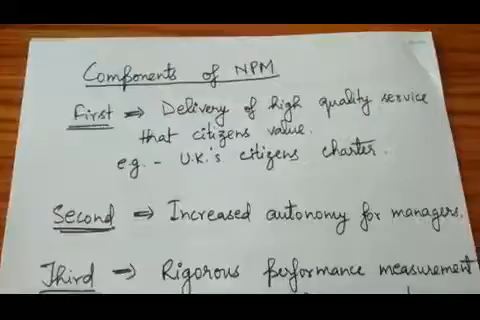 Components of NPM
First ⇒ Delivery of high quality service
that citizens value.
e.g. - U.K.'s citizens charter.
Second ⇒ Increased autonomy for managers.
Third → Rigorous performance measurement